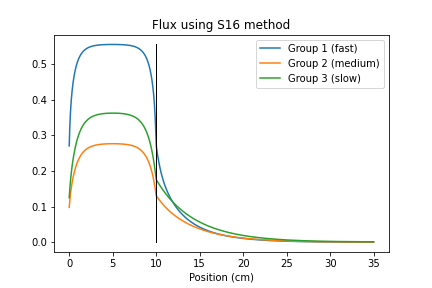 Flux using S16 method
Group 1 (fast)
Group 2 (medium)
Group 3 (slow)
0.5
0.4
0.3
0.2
0.1
0.0
0 5 10 15 20 25 30 35
Position (cm)